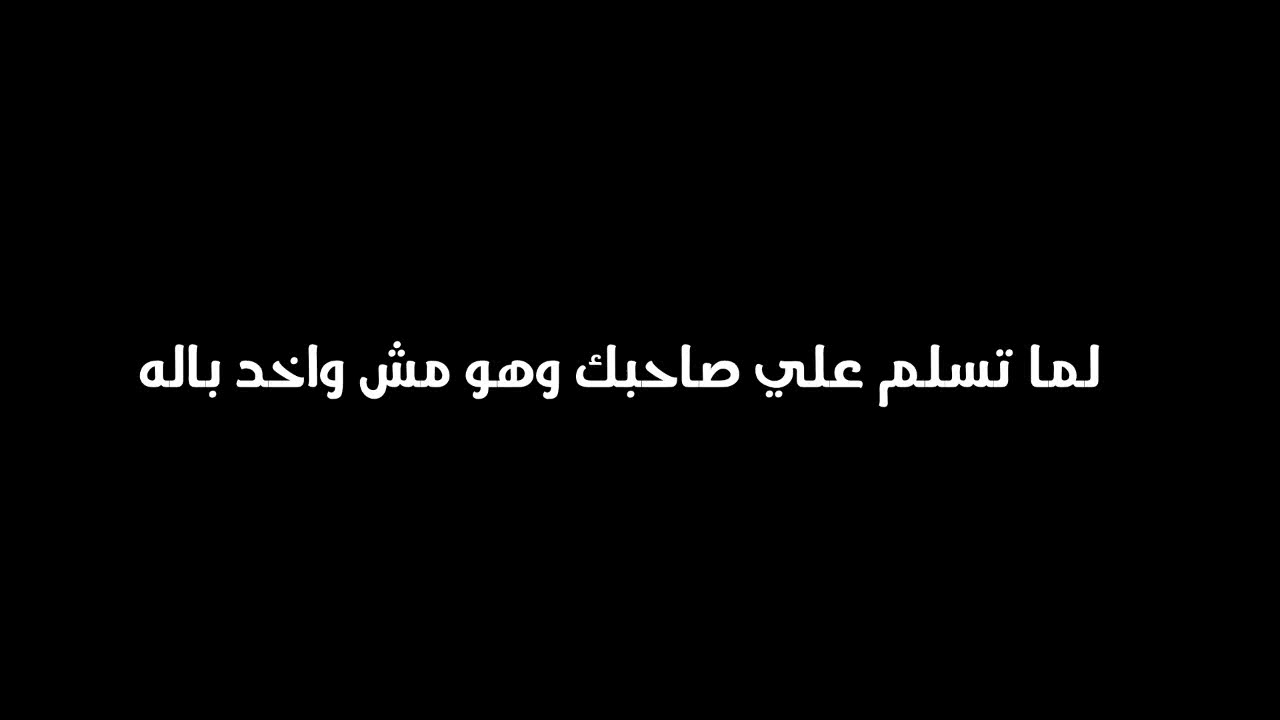 لما تسلم علي صاحبك وهو مش واخد باله